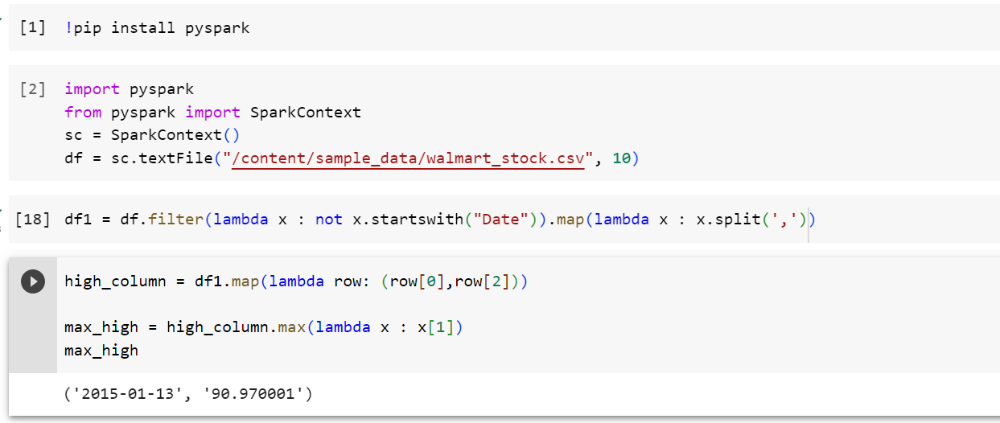 [1] !pip install pyspark
[2] import pyspark
from pyspark import SparkContext
sc = SparkContext()
df = sc.textFile("/content/sample_data/walmart_stock.csv", 10)
[18] df1 = df.filter(lambda x : not x.startswith("Date")).map(lambda x : x.split(','))
high_column = df1.map(lambda row: (row[0],row[2]))
max_high = high_column.max(lambda x : x[1])
max_high
('2015-01-13', '90.970001')